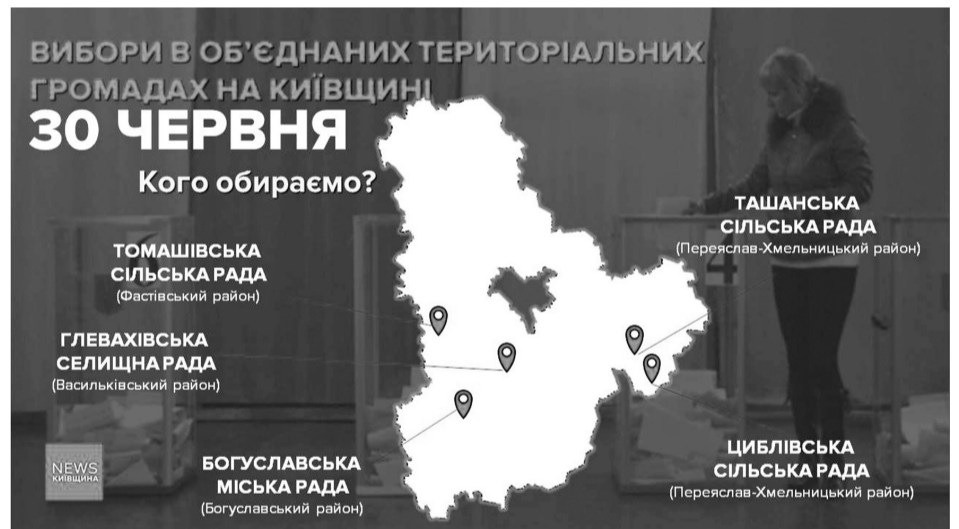 ВИБОРИ В ОБ'ЄДНАНИХ ТЕРИТОРІАЛЬНИХ
ГРОМАДАХ НА КИЇВЩИНІ
30 ЧЕРВНЯ
Кого обираємо?
ТАШАНСЬКА
СІЛЬСЬКА РАДА
(Переяслав-Хмельницький район)
ТОМАШІВСЬКА
СІЛЬСЬКА РАДА
(Фастівський район)
ГЛЕВАХІВСЬКА
СЕЛИЩНА РАДА
(Васильківський район)
БОГУСЛАВСЬКА
МІСЬКА РАДА
(Богуславський район)
ЦИБЛІВСЬКА
СІЛЬСЬКА РАДА
(Переяслав-Хмельницький район)
NEWS
КИЇВЩИНА